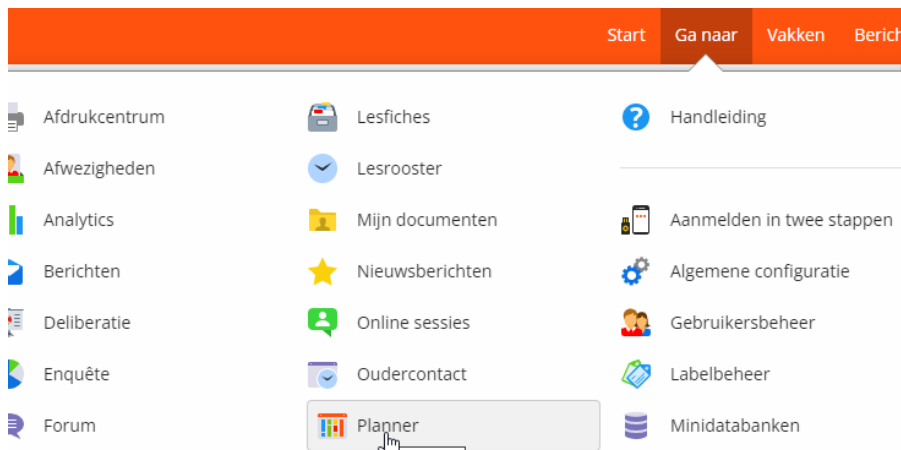 Start Ga naar Vakken Berich
Afdrukcentrum
Afwezigheden
Analytics
Berichten
Deliberatie
Enquête
Forum
Lesfiches
Lesrooster
Mijn documenten
Nieuwsberichten
Online sessies
Oudercontact
Planner
Handleiding
Aanmelden in twee stappen
Algemene configuratie
Gebruikersbeheer
Labelbeheer
Minidatabanken